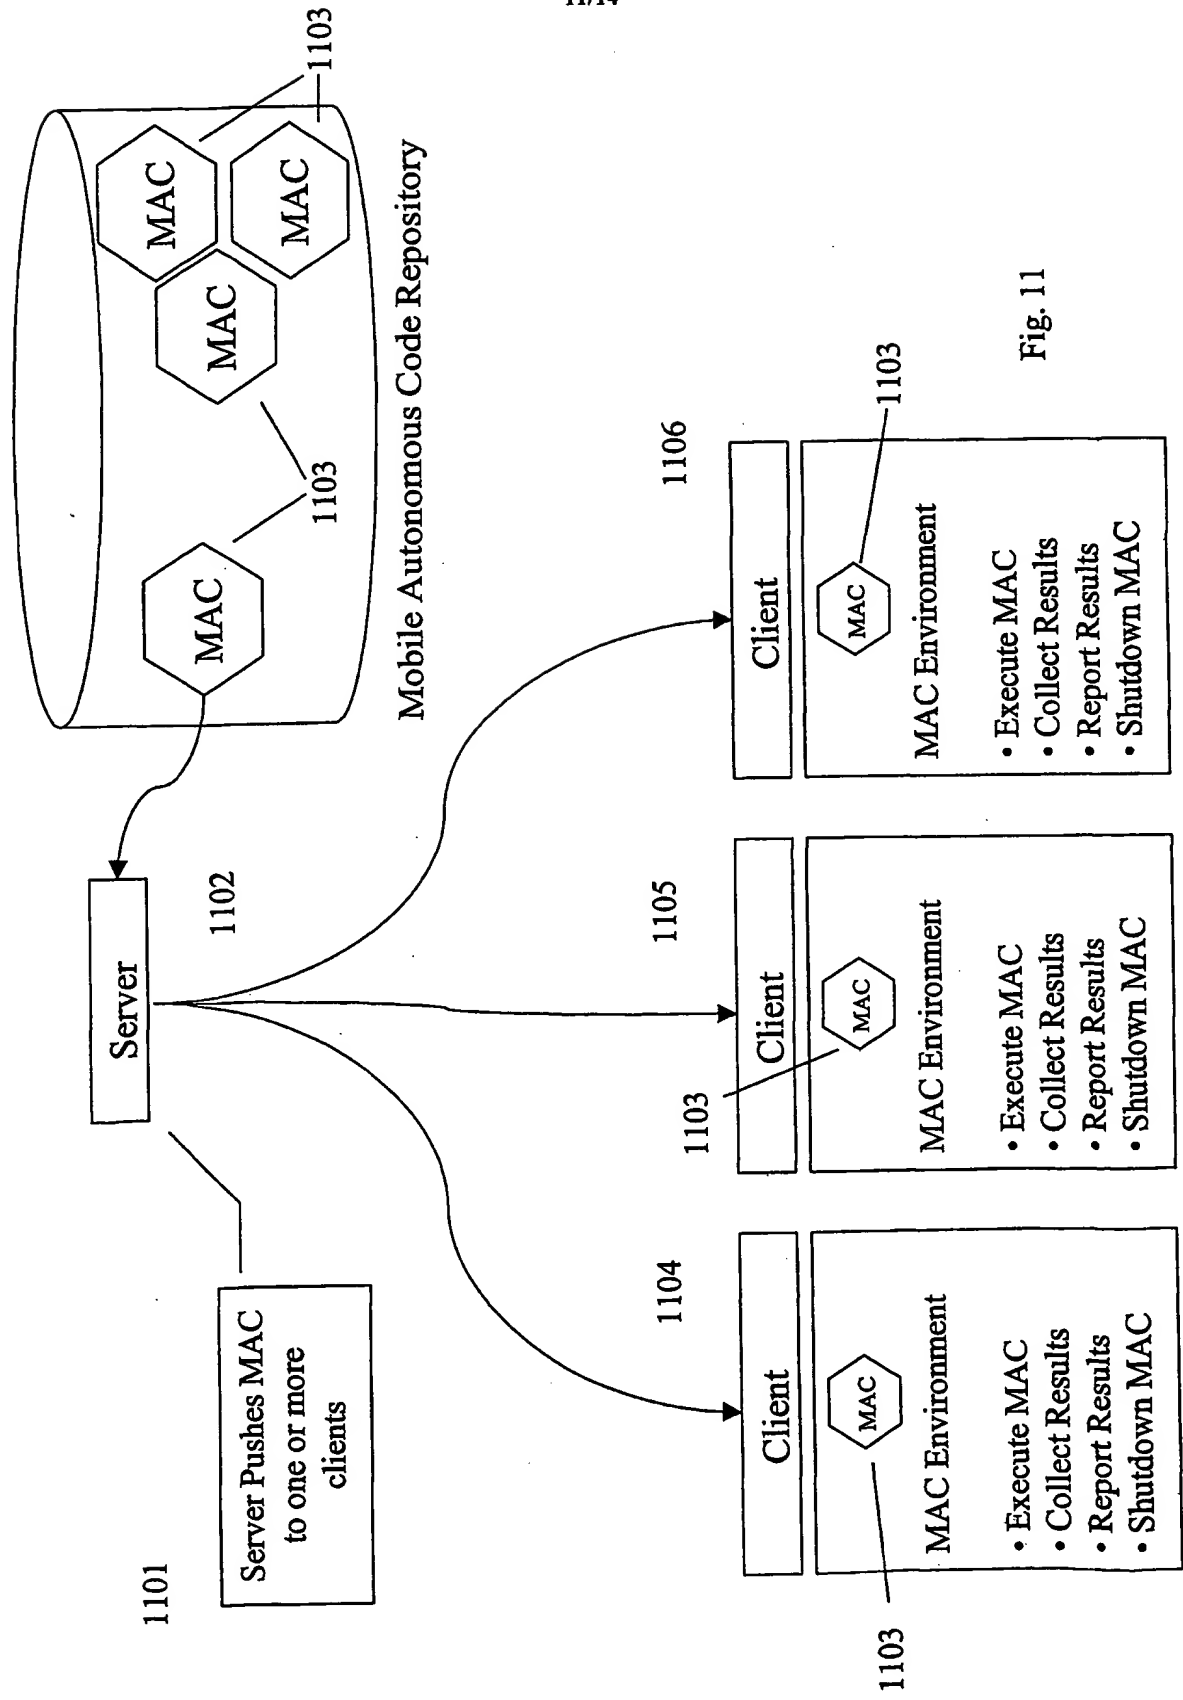 11/14
1101
Server Pushes MAC
to one or more
clients
Server
1102
MAC
MAC
MAC
MAC
1103
1103
Mobile Autonomous Code Repository
1104
1105
1106
Client
Client
Client
1103
MAC
MAC Environment
• Execute MAC
• Collect Results
• Report Results
• Shutdown MAC
1103
MAC
MAC Environment
• Execute MAC
• Collect Results
• Report Results
• Shutdown MAC
1103
MAC
MAC Environment
• Execute MAC
• Collect Results
• Report Results
• Shutdown MAC
Fig. 11